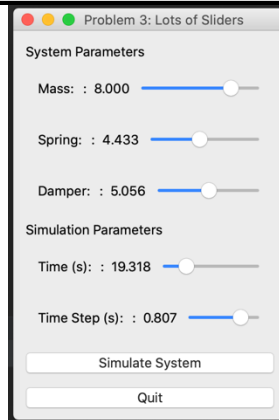 Problem 3: Lots of Sliders
System Parameters
Mass: : 8.000
Spring: : 4.433
Damper: : 5.056
Simulation Parameters
Time (s): : 19.318
Time Step (s): : 0.807
Simulate System
Quit